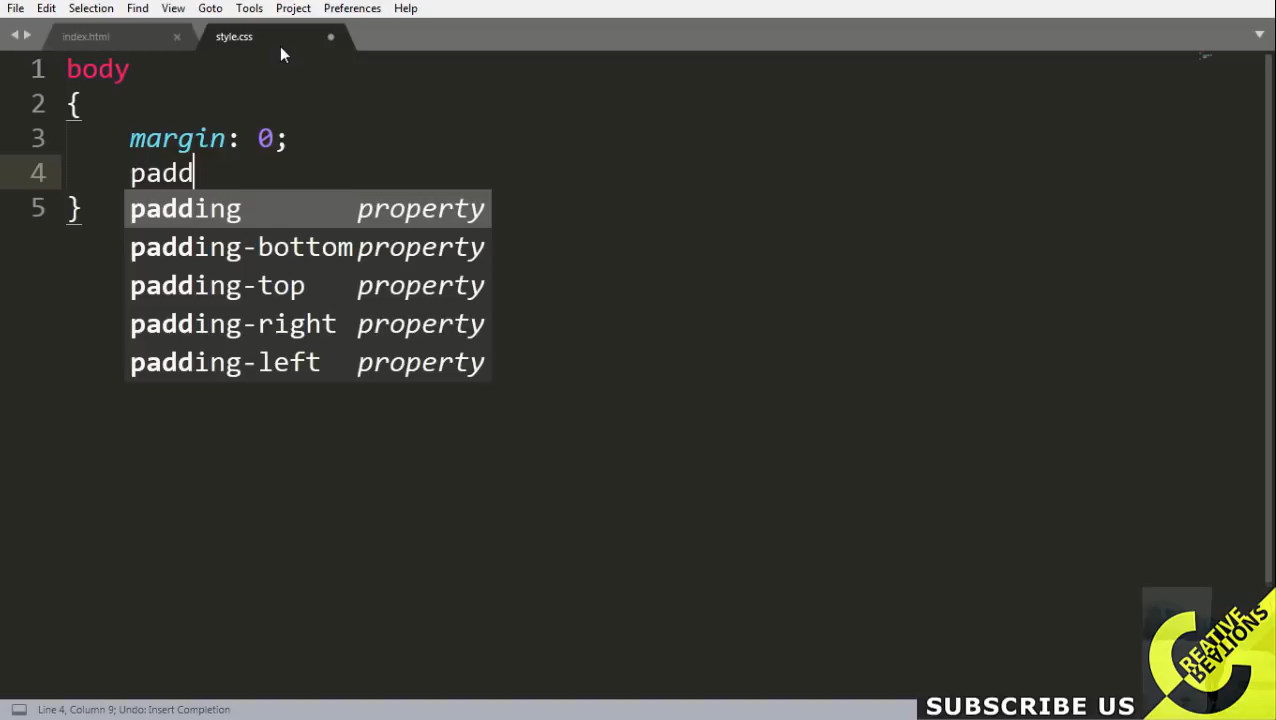 File Edit Selection Find View Goto Tools Project Preferences Help
index.html × style.css
1 body
2 {
3 margin: 0;
4 padd
5 }
padding property
padding-bottom property
padding-top property
padding-right property
padding-left property
CREATIVE
CREATIONS
SUBSCRIBE US
Line 4, Column 9; Undo: Insert Completion